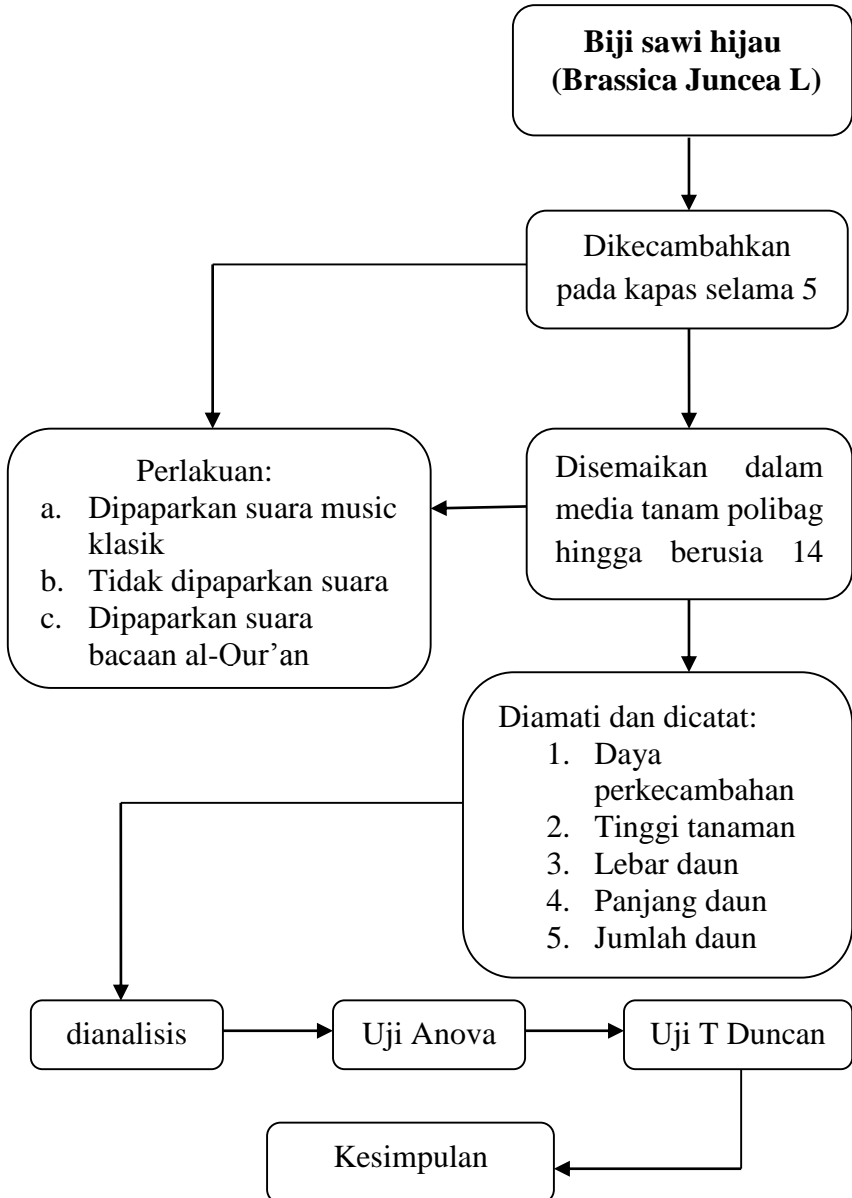 Biji sawi hijau
(Brassica Juncea L)
Dikecambahkan
pada kapas selama 5
Perlakuan:
a. Dipaparkan suara music
klasik
b. Tidak dipaparkan suara
c. Dipaparkan suara
bacaan al-Qur’an
Disemaikan dalam
media tanam polibag
hingga berusia 14
Diamati dan dicatat:
1. Daya
perkecambahan
2. Tinggi tanaman
3. Lebar daun
4. Panjang daun
5. Jumlah daun
dianalisis
Uji Anova
Uji T Duncan
Kesimpulan